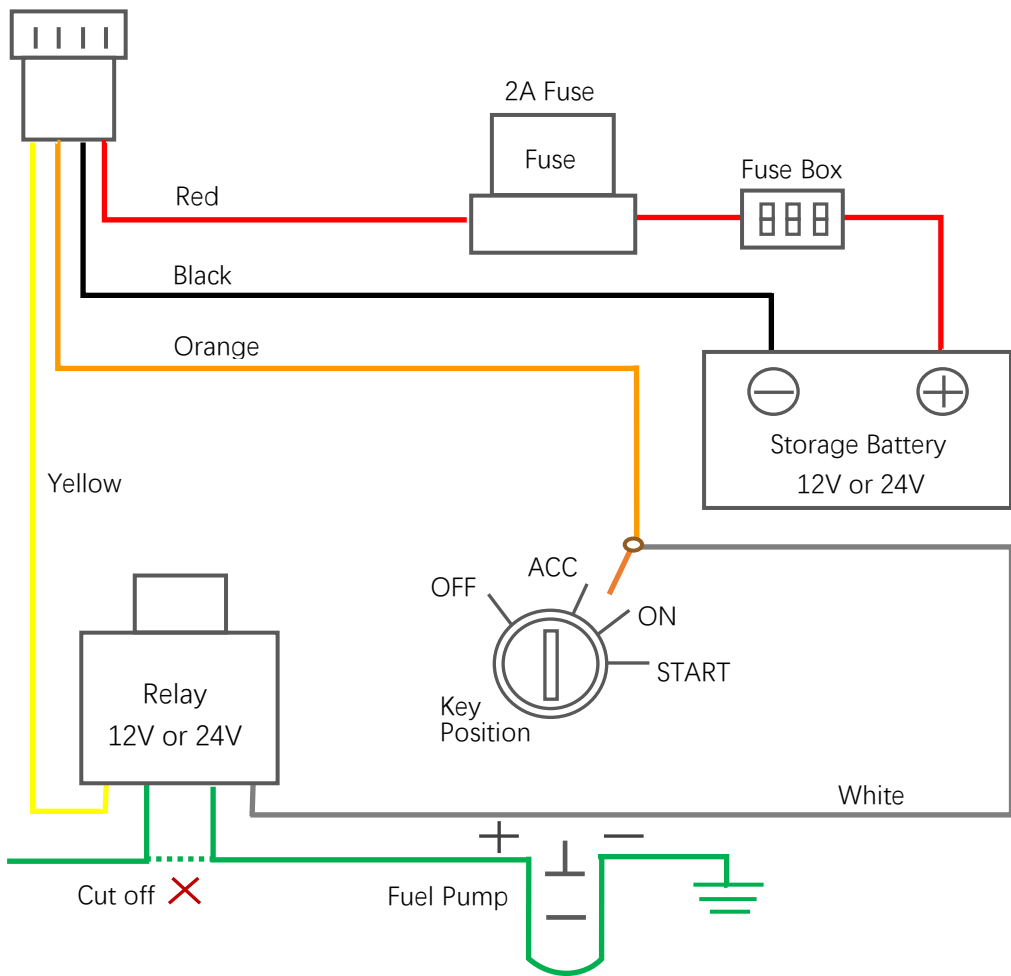 2A Fuse
Fuse
Fuse Box
Red
Black
Orange
Storage Battery
12V or 24V
Yellow
ACC
OFF
ON
START
Relay
12V or 24V
Key
Position
White
Cut off
Fuel Pump